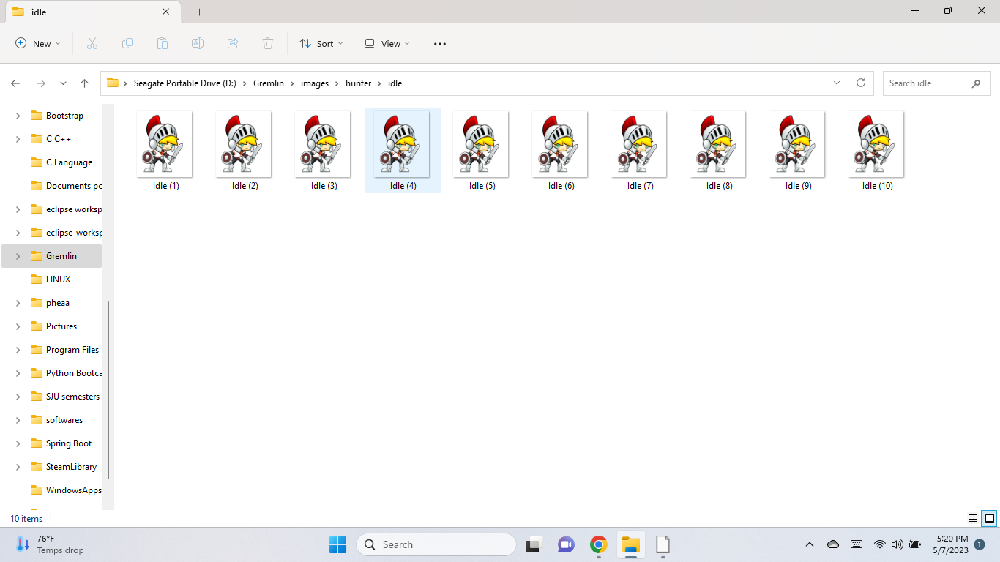 idle
New
Sort
View
Seagate Portable Drive (D:)
Gremlin
images
hunter
idle
Search idle
Bootstrap
C C++
C Language
Documents pc
eclipse worksp
eclipse-worksp
Gremlin
LINUX
pheaa
Pictures
Program Files
Python Bootca
SJU semesters
softwares
Spring Boot
SteamLibrary
WindowsApps
Idle (1)
Idle (2)
Idle (3)
Idle (4)
Idle (5)
Idle (6)
Idle (7)
Idle (8)
Idle (9)
Idle (10)
10 items
76°F
Temps drop
Search
5:20 PM
5/7/2023
1